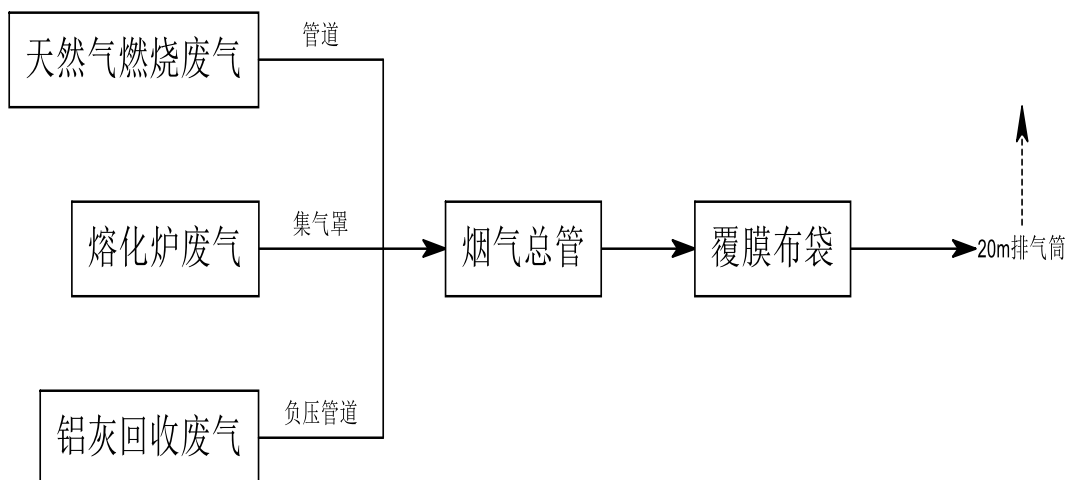 天然气燃烧废气
管道
熔化炉废气
集气罩
烟气总管
覆膜布袋
20m排气筒
铝灰回收废气
负压管道